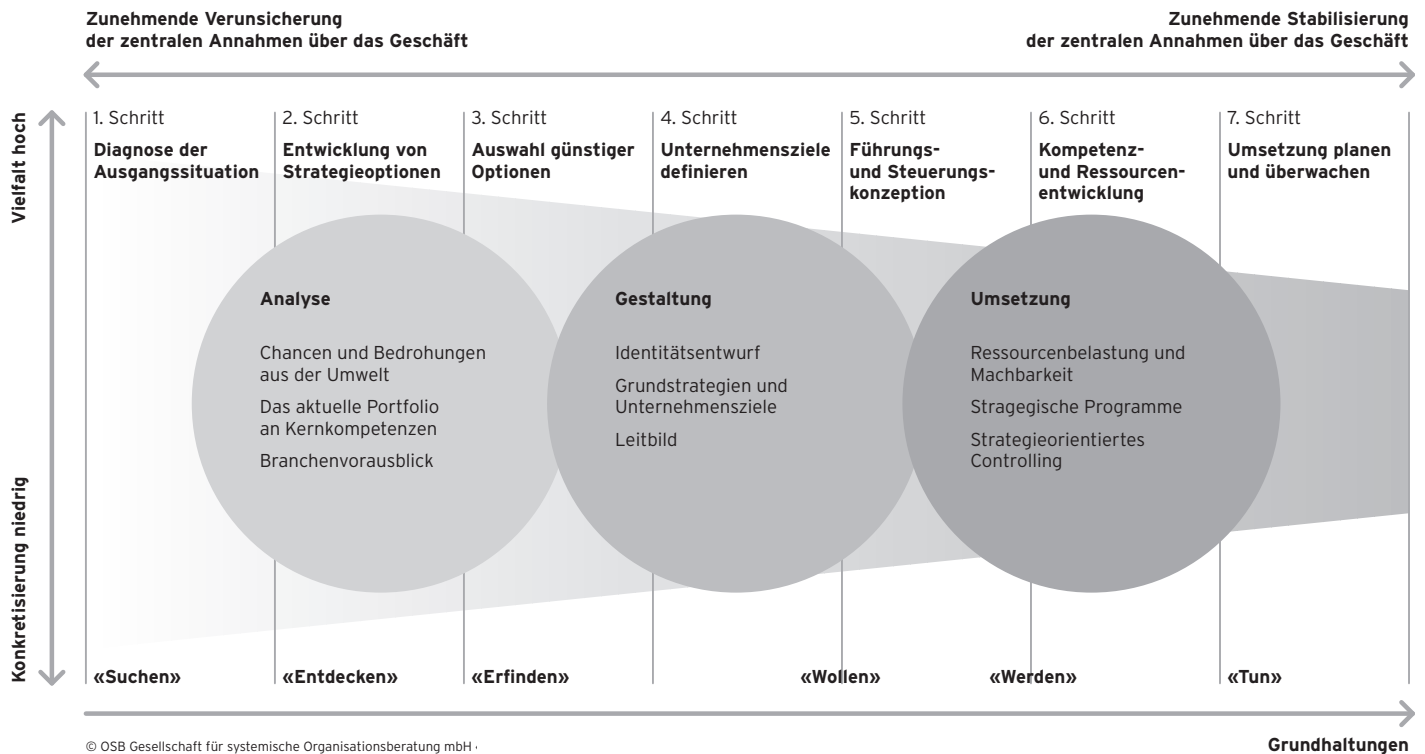 Zunehmende Verunsicherung
der zentralen Annahmen über das Geschäft
Zunehmende Stabilisierung
der zentralen Annahmen über das Geschäft
Vielfalt hoch
Konkretisierung niedrig
1. Schritt
Diagnose der
Ausgangssituation
2. Schritt
Entwicklung von
Strategieoptionen
3. Schritt
Auswahl günstiger
Optionen
4. Schritt
Unternehmensziele
definieren
5. Schritt
Führungs-
und Steuerungs-
konzeption
6. Schritt
Kompetenz-
und Ressourcen-
entwicklung
7. Schritt
Umsetzung planen
und überwachen
Analyse
Chancen und Bedrohungen
aus der Umwelt
Das aktuelle Portfolio
an Kernkompetenzen
Branchenvorausblick
Gestaltung
Identitätsentwurf
Grundstrategien und
Unternehmensziele
Leitbild
Umsetzung
Ressourcenbelastung und
Machbarkeit
Stragegische Programme
Strategieorientiertes
Controlling
«Suchen»
«Entdecken»
«Erfinden»
«Wollen»
«Werden»
«Tun»
© OSB Gesellschaft für systemische Organisationsberatung mbH ·
Grundhaltungen